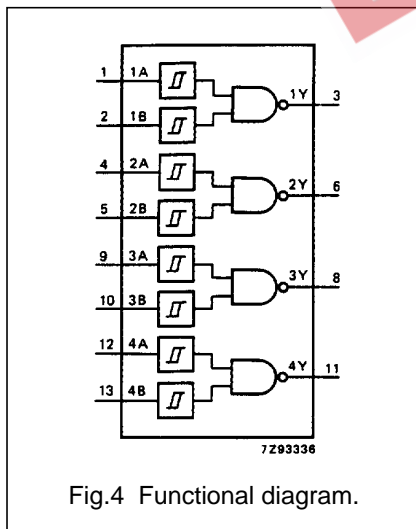 1 1A
1Y 3
2 1B
4 2A
2Y 6
5 2B
9 3A
3Y 8
10 3B
12 4A
4Y 11
13 4B
7Z93336
Fig.4 Functional diagram.